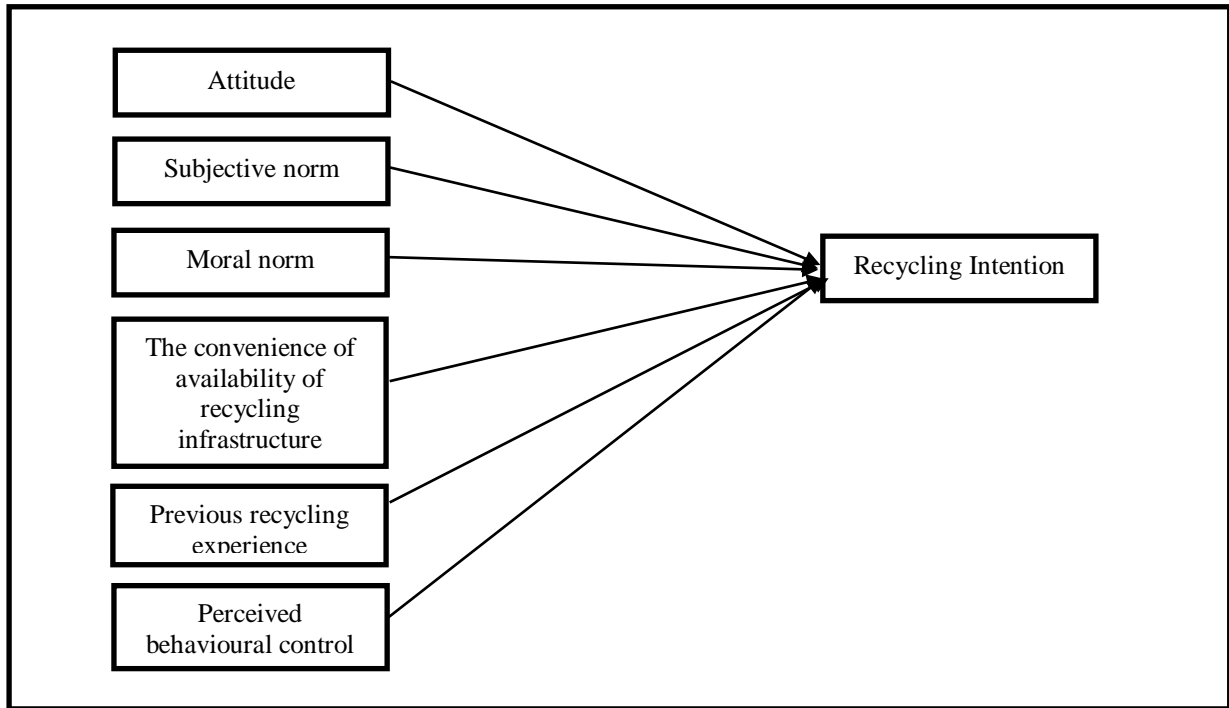 Attitude
Subjective norm
Moral norm
The convenience of
availability of
recycling
infrastructure
Previous recycling
experience
Perceived
behavioural control
Recycling Intention